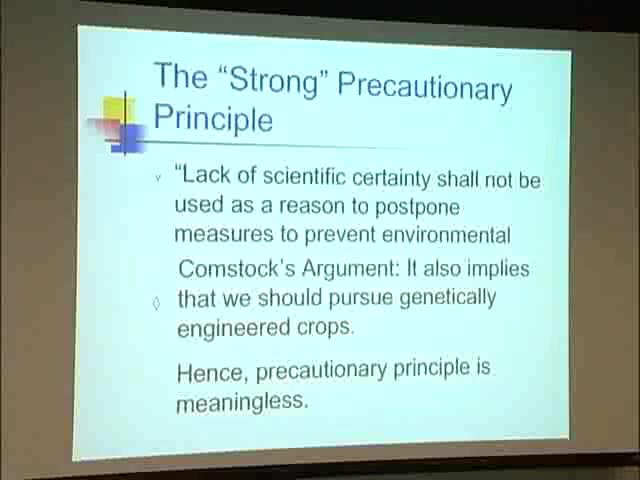 The “Strong” Precautionary
Principle
“Lack of scientific certainty shall not be
used as a reason to postpone
measures to prevent environmental
Comstock's Argument: It also implies
that we should pursue genetically
engineered crops.
Hence, precautionary principle is
meaningless.